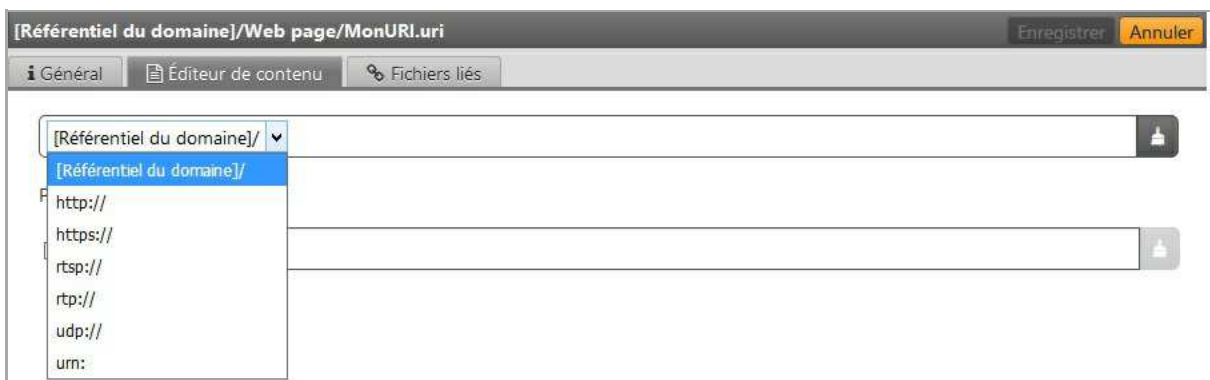 [Référentiel du domaine]/Web page/MonURI.uri Enregistrer Annuler
Général Éditeur de contenu Fichiers liés
[Référentiel du domaine]/
[Référentiel du domaine]/
http://
https://
rtsp://
rtp://
udp://
urn: